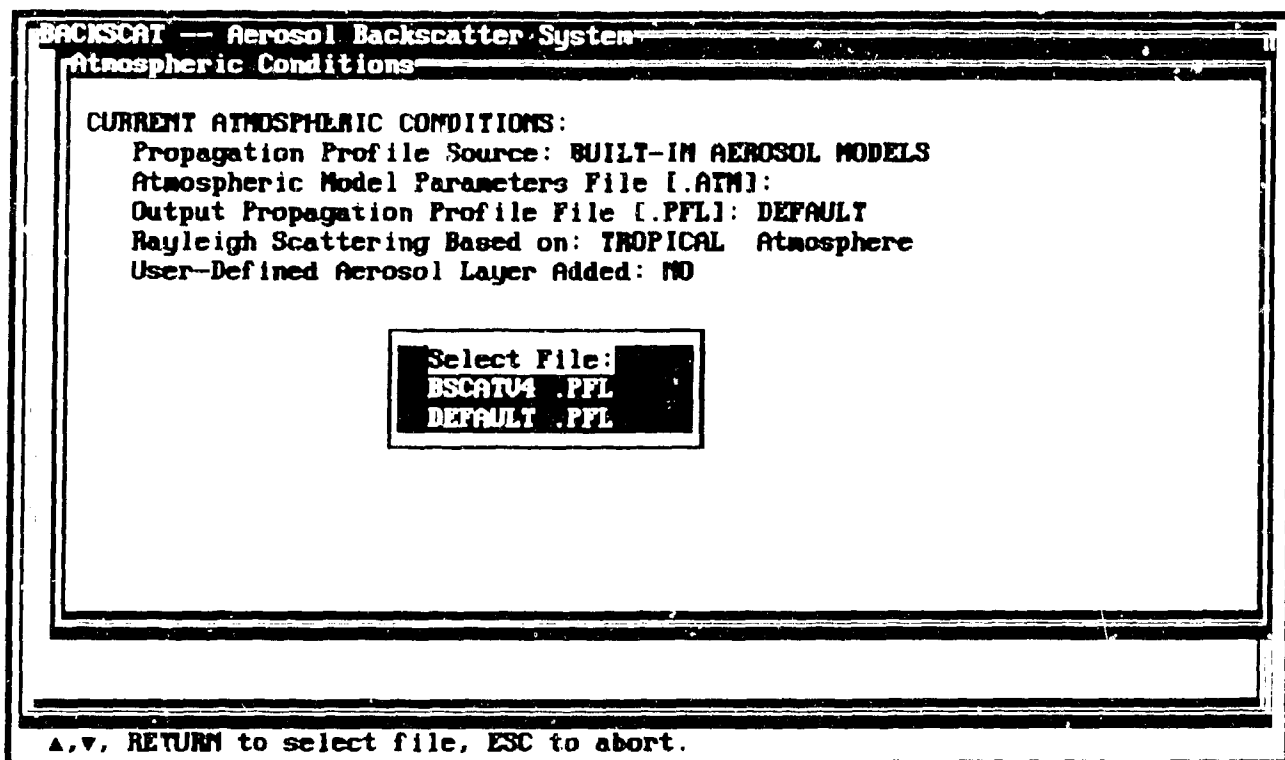 BACKSCAT -- Aerosol Backscatter System
Atmospheric Conditions
CURRENT ATMOSPHERIC CONDITIONS:
Propagation Profile Source: BUILT-IN AEROSOL MODELS
Atmospheric Model Parameters File [.ATM]:
Output Propagation Profile File [.PFL]: DEFAULT
Rayleigh Scattering Based on: TROPICAL Atmosphere
User-Defined Aerosol Layer Added: NO
Select File:
BSCATV4 .PFL
DEFAULT .PFL
▲,▼, RETURN to select file, ESC to abort.